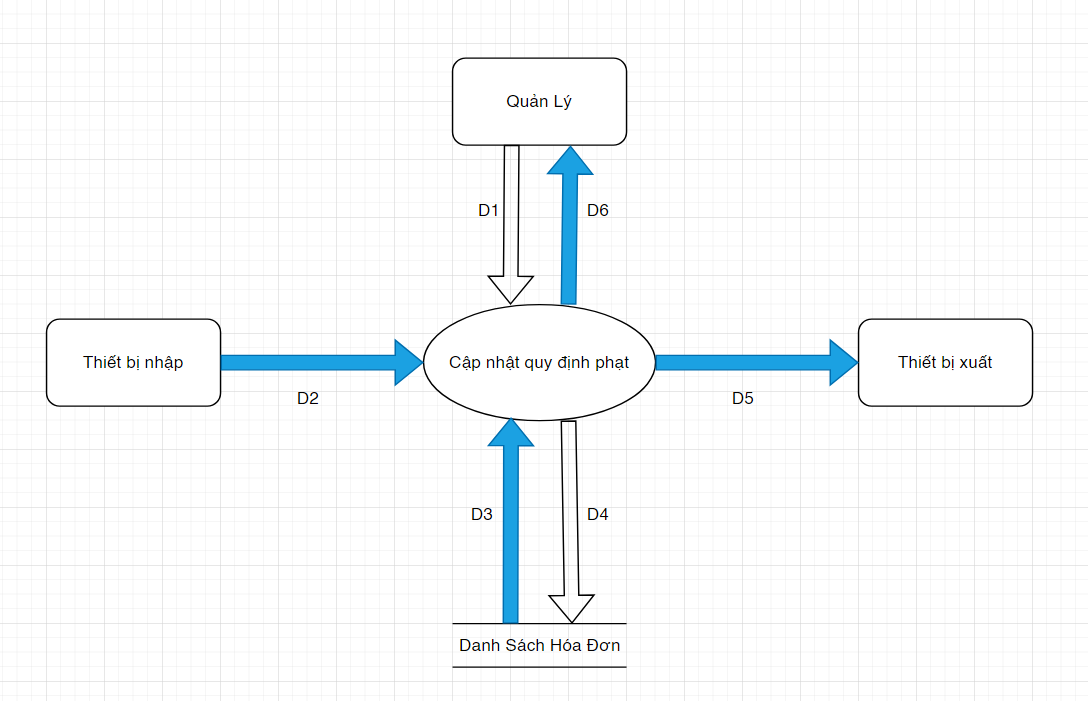 Quản Lý
D1
D6
Thiết bị nhập
Cập nhật quy định phạt
Thiết bị xuất
D2
D5
D3
D4
Danh Sách Hóa Đơn